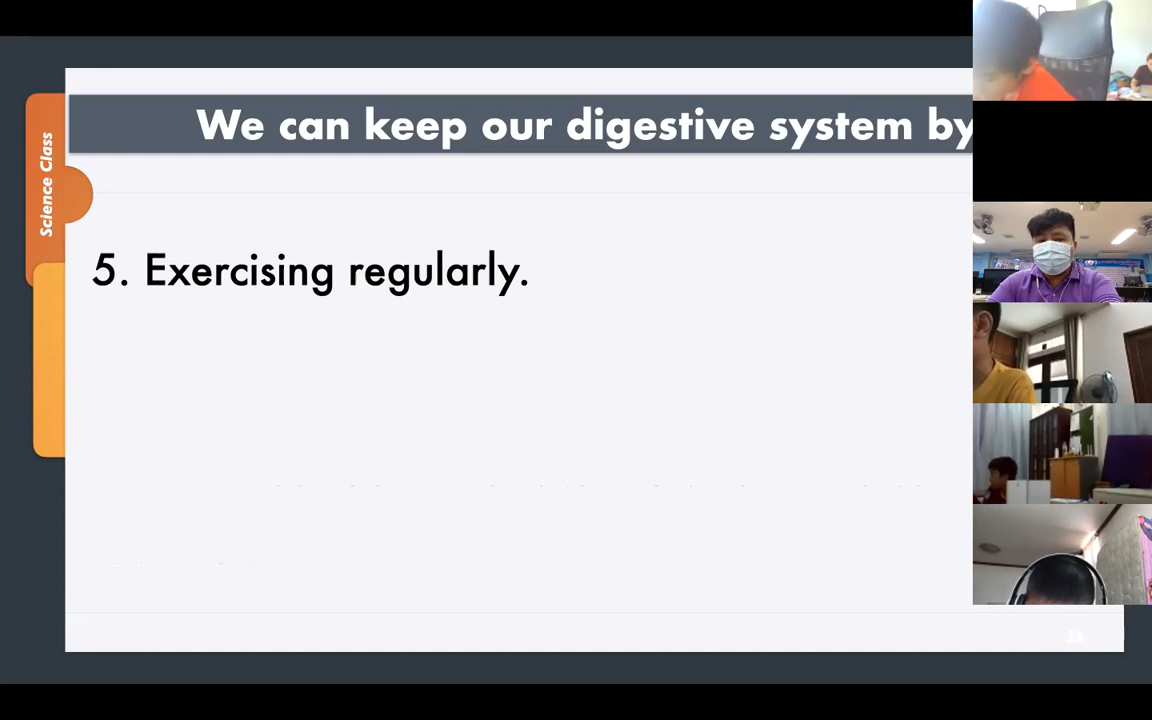 We can keep our digestive system by
Science Class
5. Exercising regularly.